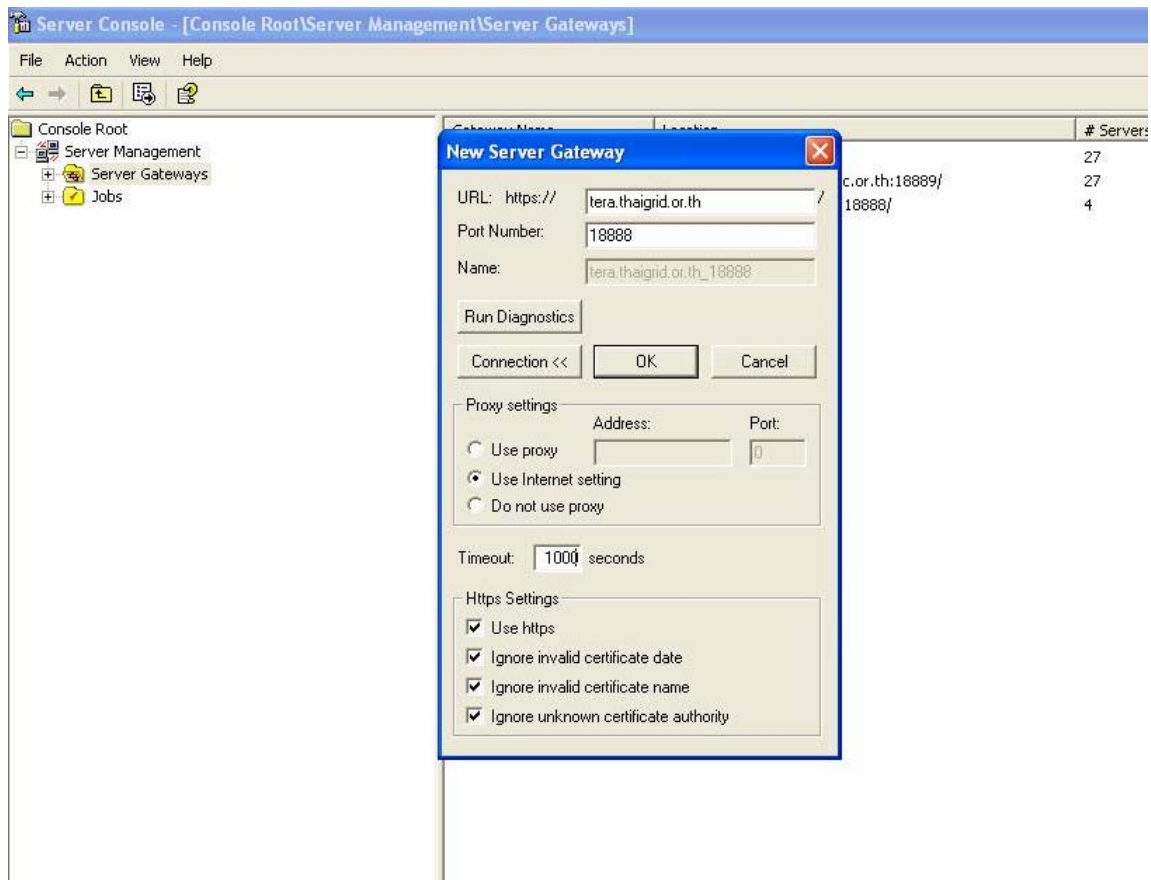 Server Console - [Console Root\Server Management\Server Gateways]
File Action View Help
Console Root
Server Management
Server Gateways
Jobs
Gateway Name Location # Servers
27
c.or.th:18889/ 27
18888/ 4
New Server Gateway
URL: https:// tera.thaigrid.or.th /
Port Number: 18888
Name: tera.thaigrid.or.th_18888
Run Diagnostics
Connection << OK Cancel
Proxy settings
Address: Port:
Use proxy 0
Use Internet setting
Do not use proxy
Timeout: 1000 seconds
Https Settings
Use https
Ignore invalid certificate date
Ignore invalid certificate name
Ignore unknown certificate authority